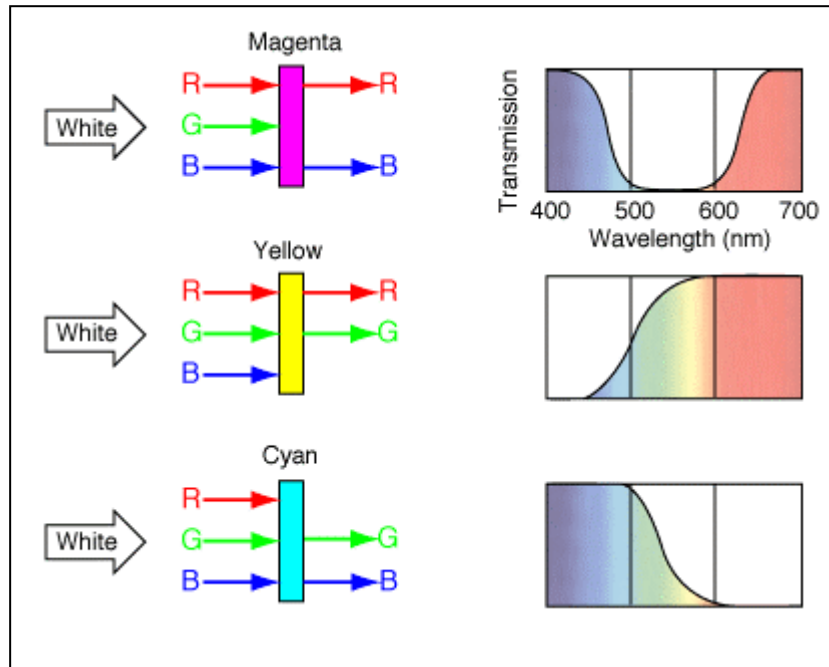 Magenta
R R
White G
B B
Transmission
400 500 600 700
Wavelength (nm)
Yellow
R R
White G G
B
Cyan
R
White G G
B B